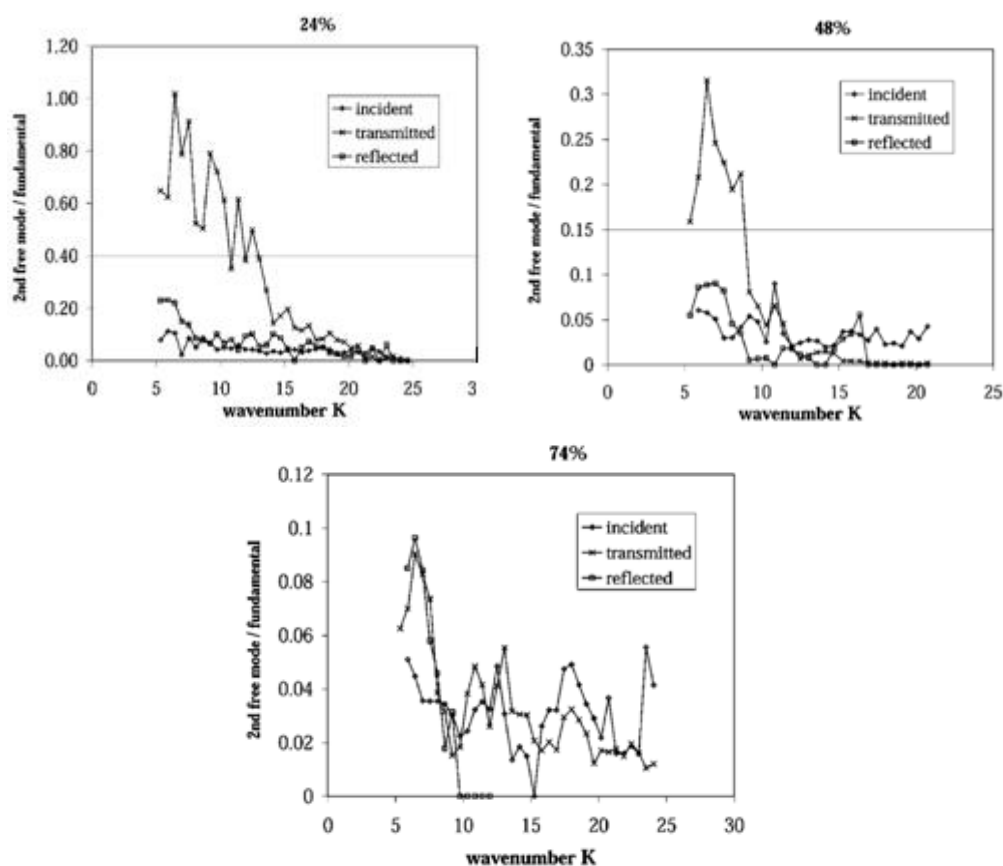 24%
1.20
1.00
0.80
0.60
0.40
0.20
0.00
2nd free mode / fundamental
incident
transmitted
reflected
0 5 10 15 20 25 3
wavenumber K
48%
0.35
0.3
0.25
0.2
0.15
0.1
0.05
0
2nd free mode / fundamental
incident
transmitted
reflected
0 5 10 15 20 25
wavenumber K
74%
0.12
0.1
0.08
0.06
0.04
0.02
0
2nd free mode / fundamental
incident
transmitted
reflected
0 5 10 15 20 25 30
wavenumber K